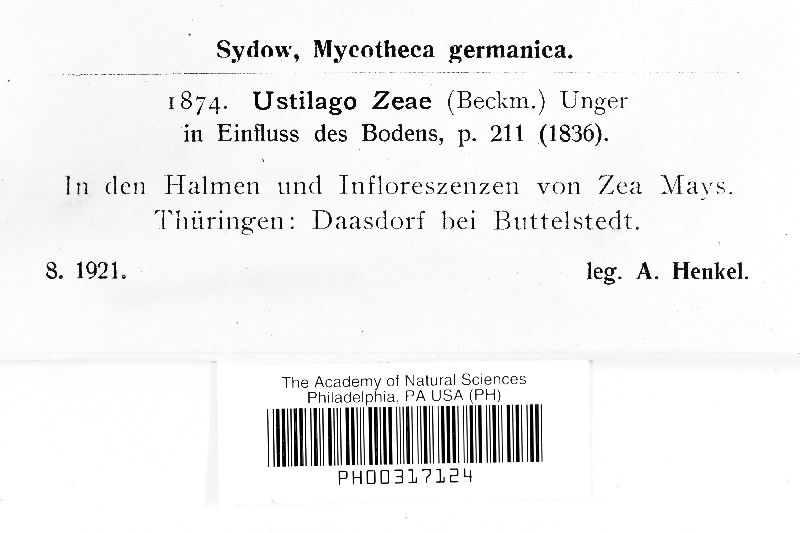 Sydow, Mycotheca germanica.
1874. Ustilago Zeae (Beckm.) Unger
in Einfluss des Bodens, p. 211 (1836).
In den Halmen und Infloreszenzen von Zea Mays.
Thüringen: Daasdorf bei Buttelstedt.
8. 1921. leg. A. Henkel.
The Academy of Natural Sciences
Philadelphia, PA USA (PH)
PH00317124